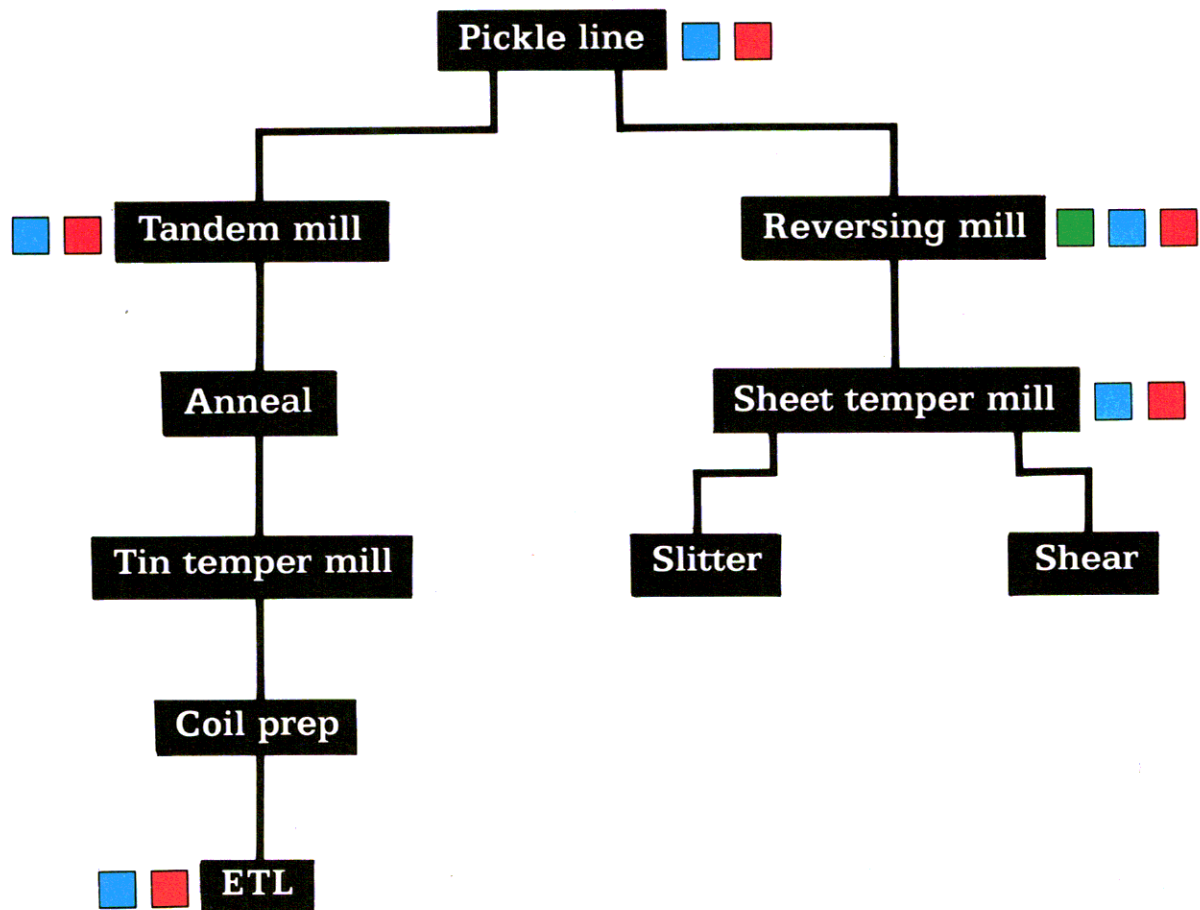 Pickle line
Tandem mill
Reversing mill
Anneal
Sheet temper mill
Tin temper mill
Slitter
Shear
Coil prep
ETL